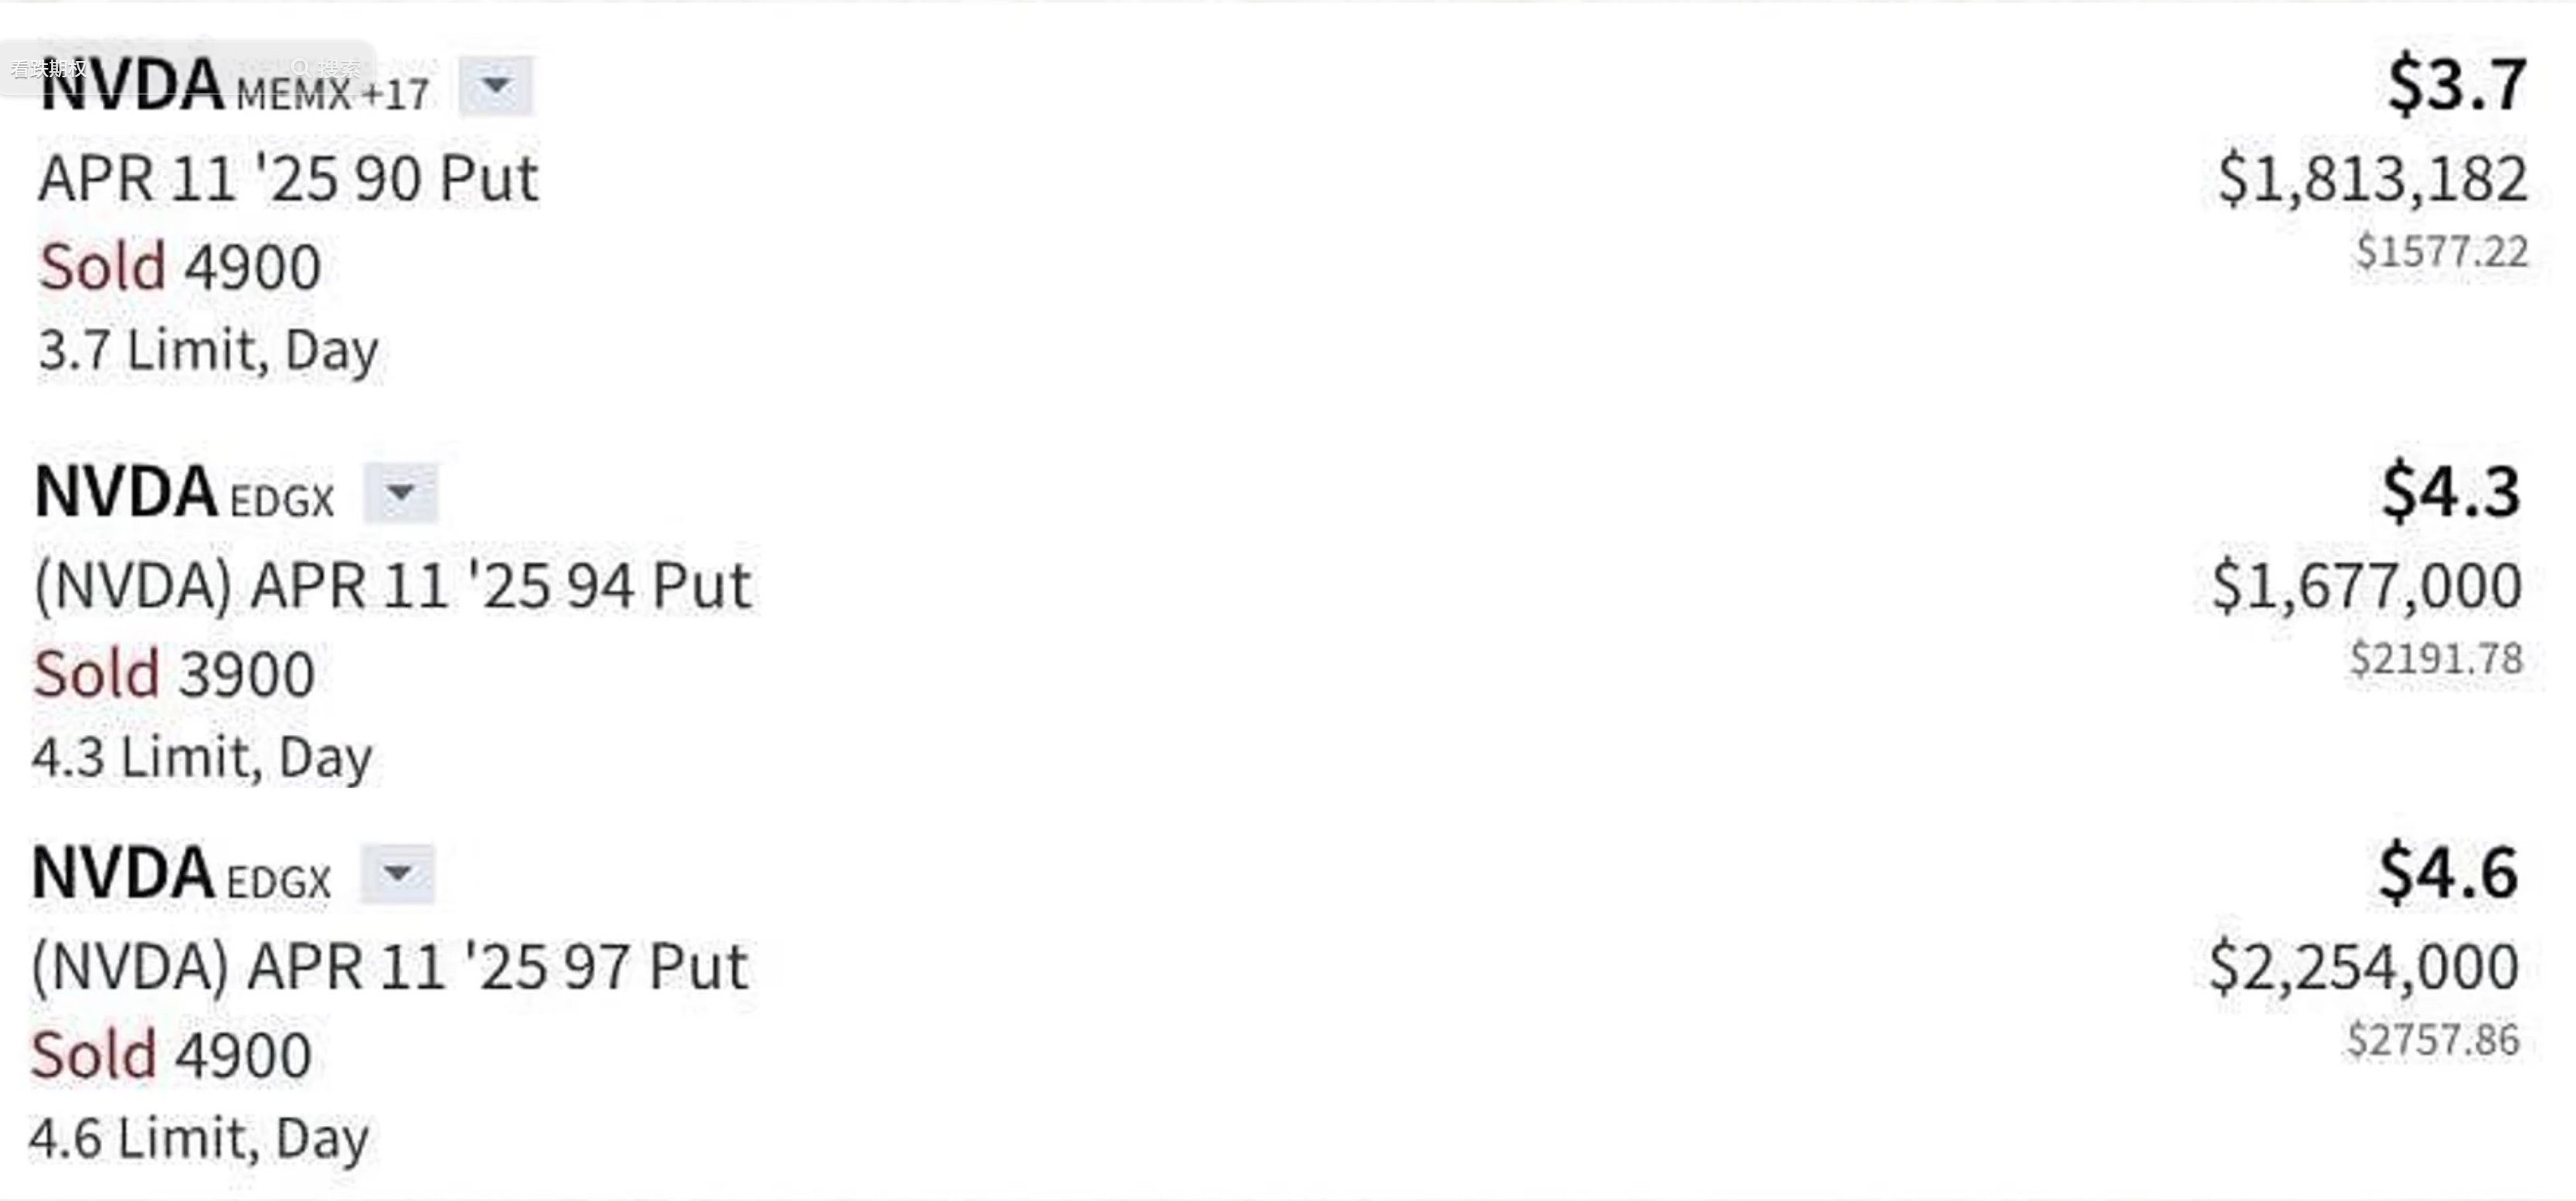 看跌期权 搜索
NVDA MEMX +17 $3.7
APR 11 '25 90 Put $1,813,182
Sold 4900 $1577.22
3.7 Limit, Day
NVDA EDGX $4.3
(NVDA) APR 11 '25 94 Put $1,677,000
Sold 3900 $2191.78
4.3 Limit, Day
NVDA EDGX $4.6
(NVDA) APR 11 '25 97 Put $2,254,000
Sold 4900 $2757.86
4.6 Limit, Day